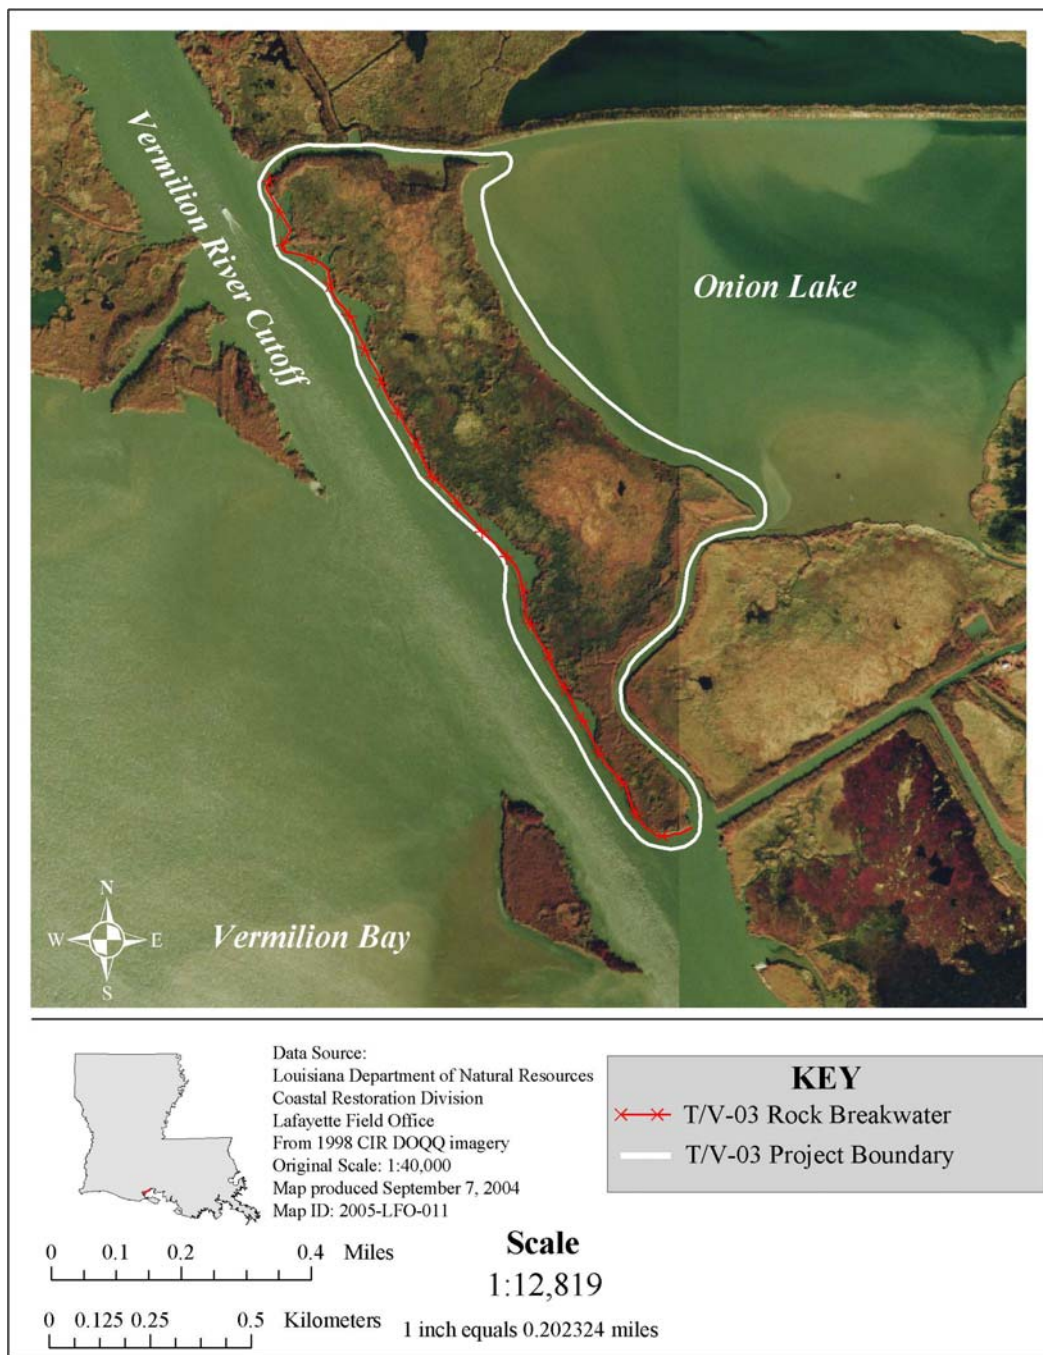 Vermilion River Cutoff
Onion Lake
N
W E
S
Vermilion Bay
Data Source:
Louisiana Department of Natural Resources
Coastal Restoration Division
Lafayette Field Office
From 1998 CIR DOQQ imagery
Original Scale: 1:40,000
Map produced September 7, 2004
Map ID: 2005-LFO-011
KEY
T/V-03 Rock Breakwater
T/V-03 Project Boundary
0 0.1 0.2 0.4 Miles
0 0.125 0.25 0.5 Kilometers
Scale
1:12,819
1 inch equals 0.202324 miles